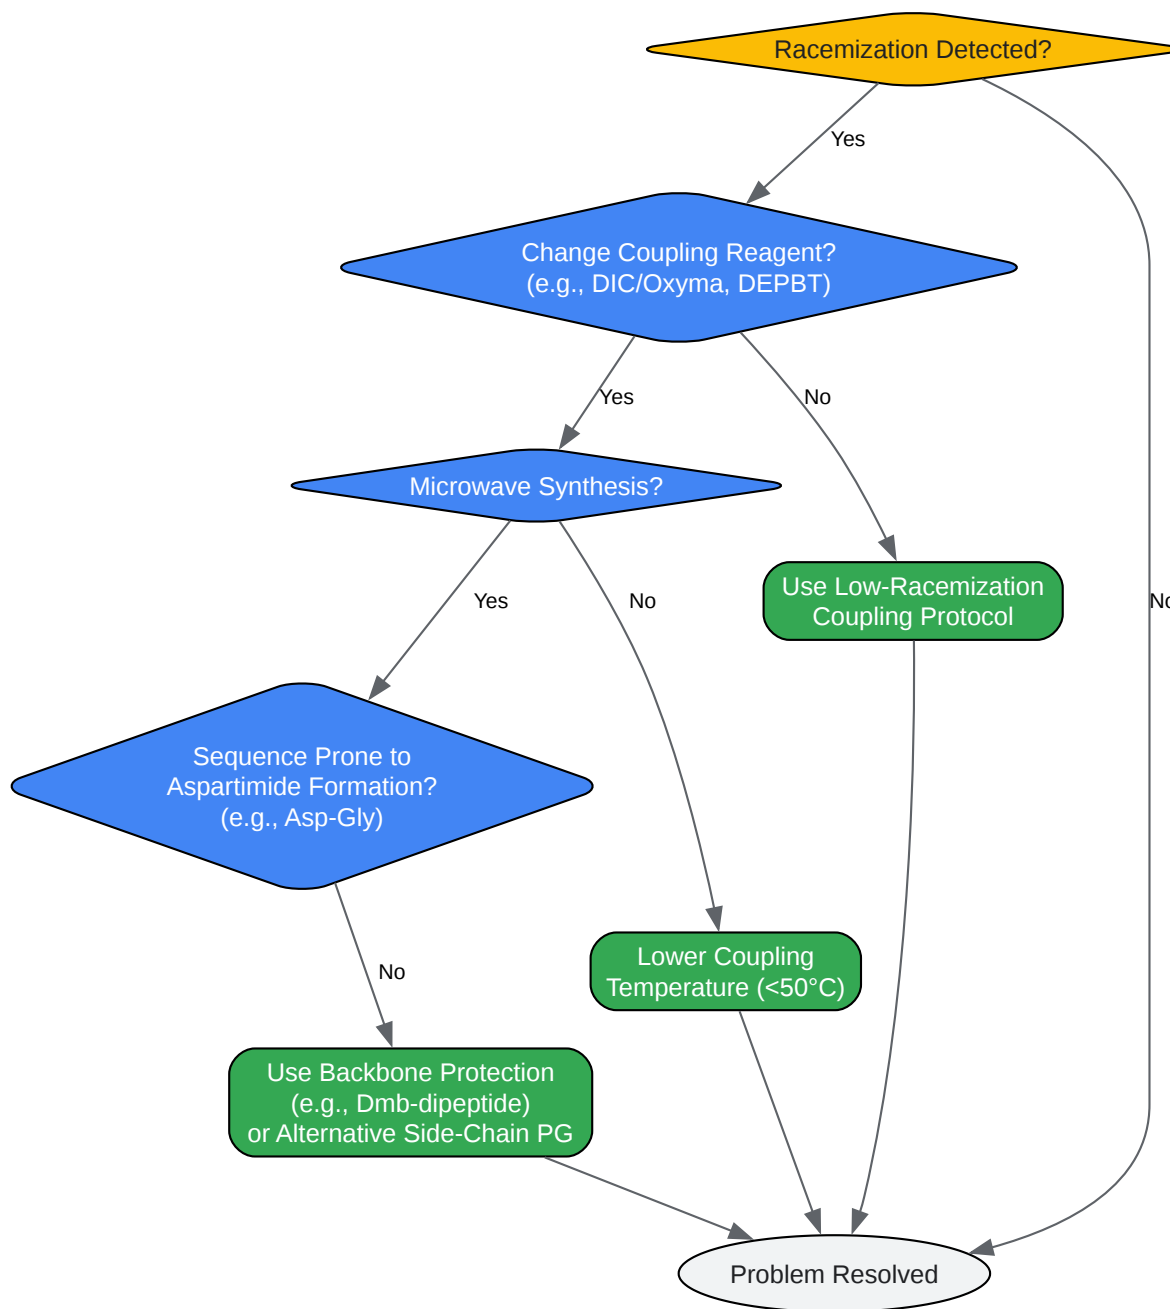 Racemization Detected?
Yes
Change Coupling Reagent?
(e.g., DIC/Oxyma, DEPBT)
Yes
No
Microwave Synthesis?
Use Low-Racemization
Coupling Protocol
Yes
No
No
Sequence Prone to
Aspartimide Formation?
(e.g., Asp-Gly)
No
Lower Coupling
Temperature (<50°C)
Use Backbone Protection
(e.g., Dmb-dipeptide)
or Alternative Side-Chain PG
Problem Resolved